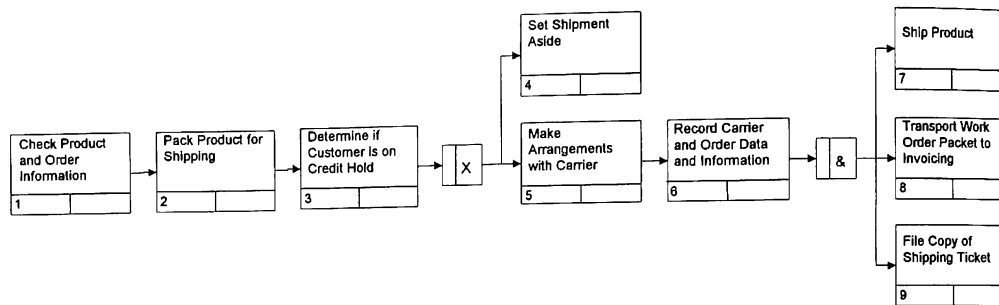 Check Product
and Order
Information
1
Pack Product for
Shipping
2
Determine if
Customer is on
Credit Hold
3
X
Set Shipment
Aside
4
Make
Arrangements
with Carrier
5
Record Carrier
and Order Data
and Information
6
&
Ship Product
7
Transport Work
Order Packet to
Invoicing
8
File Copy of
Shipping Ticket
9